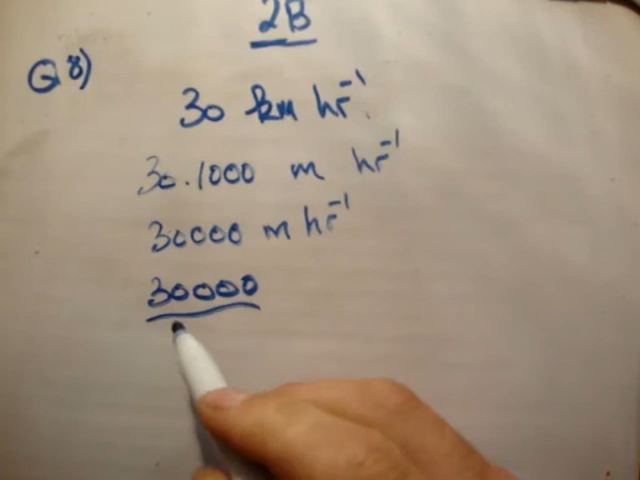 2B
Q8)
30 km hr⁻¹.
30.1000 m hr⁻¹
30000 m hr⁻¹
30000